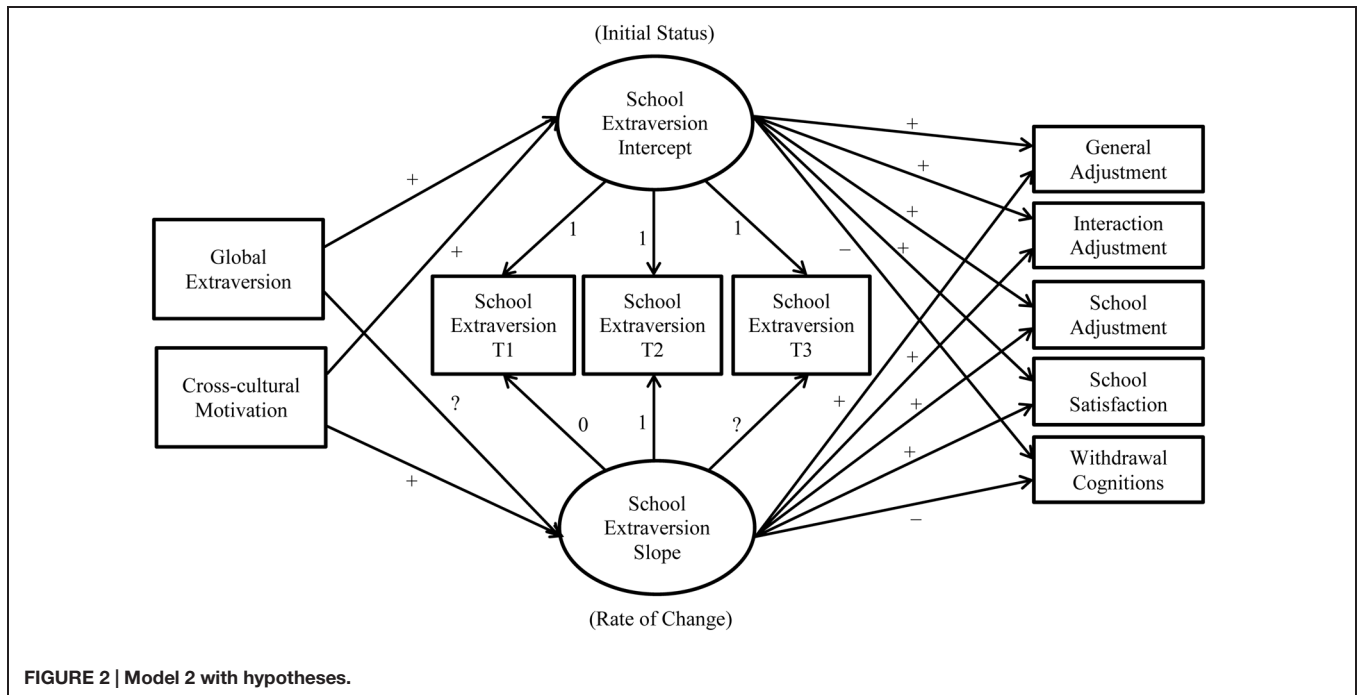 (Initial Status)
School
Extraversion
Intercept
+
+
1
1
1
Global
Extraversion
Cross-cultural
Motivation
?
+
School
Extraversion
T1
School
Extraversion
T2
School
Extraversion
T3
0
1
?
School
Extraversion
Slope
(Rate of Change)
+
+
+
+
−
+
+
+
+
−
General
Adjustment
Interaction
Adjustment
School
Adjustment
School
Satisfaction
Withdrawal
Cognitions
FIGURE 2 | Model 2 with hypotheses.